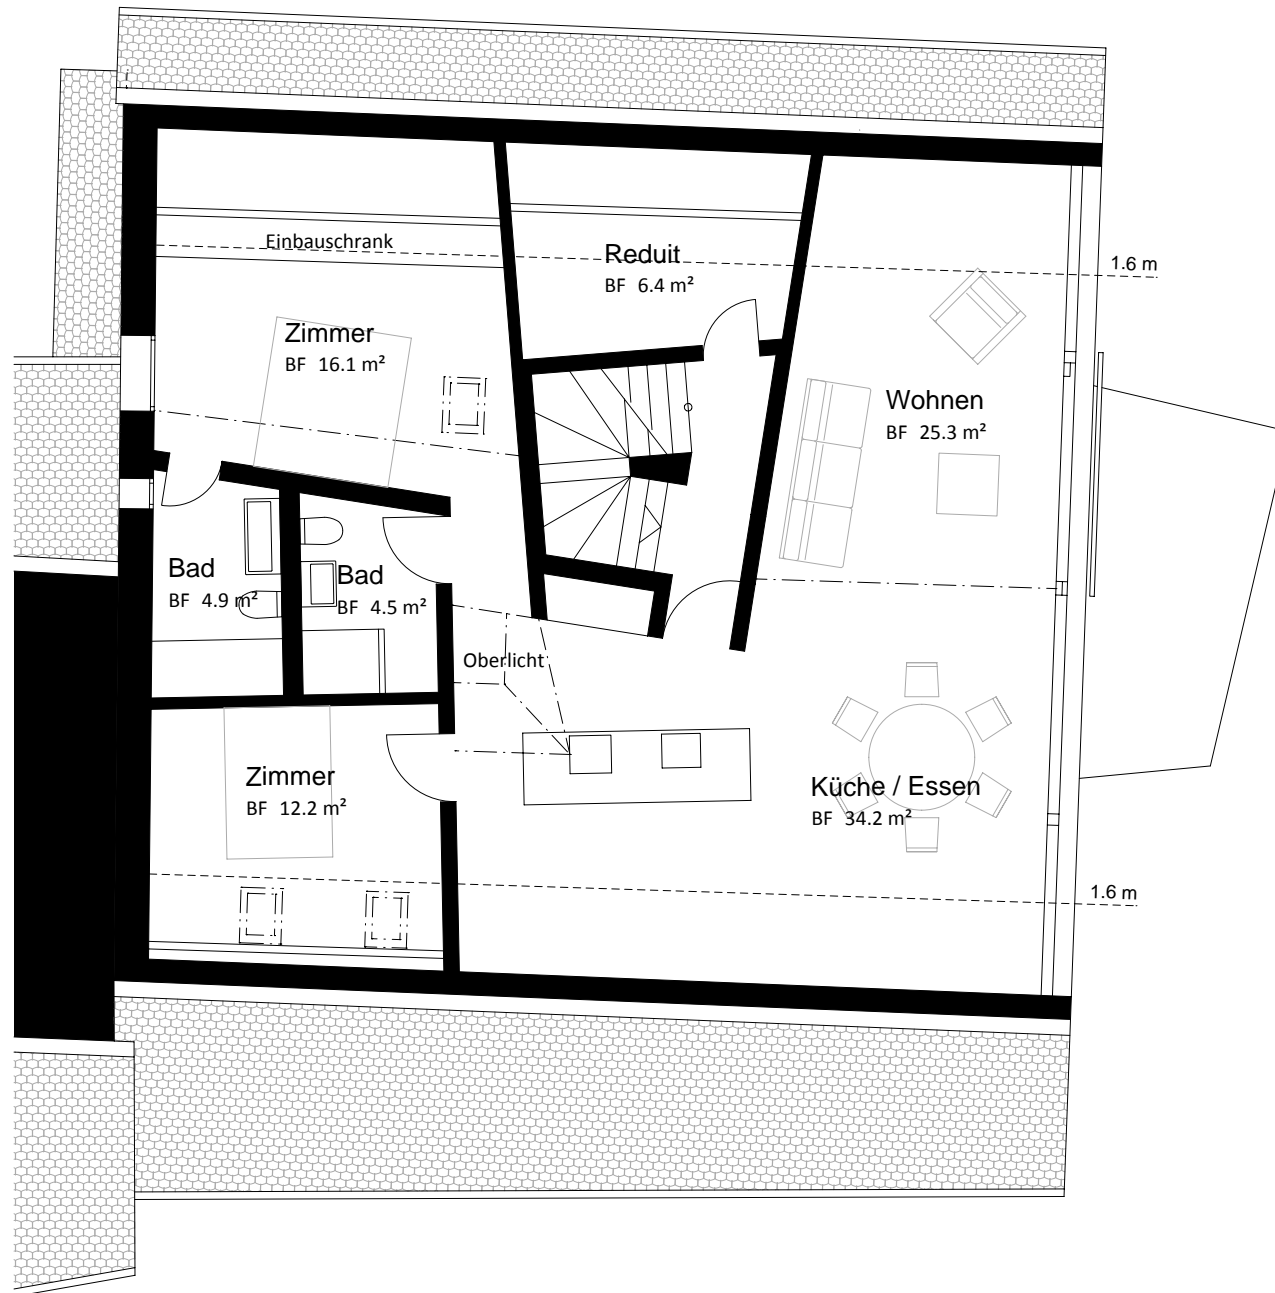 Einbauschrank
Reduit
BF 6.4 m²
1.6 m
Zimmer
BF 16.1 m²
Wohnen
BF 25.3 m²
Bad
BF 4.9 m²
Bad
BF 4.5 m²
Oberlicht
Zimmer
BF 12.2 m²
Küche / Essen
BF 34.2 m²
1.6 m